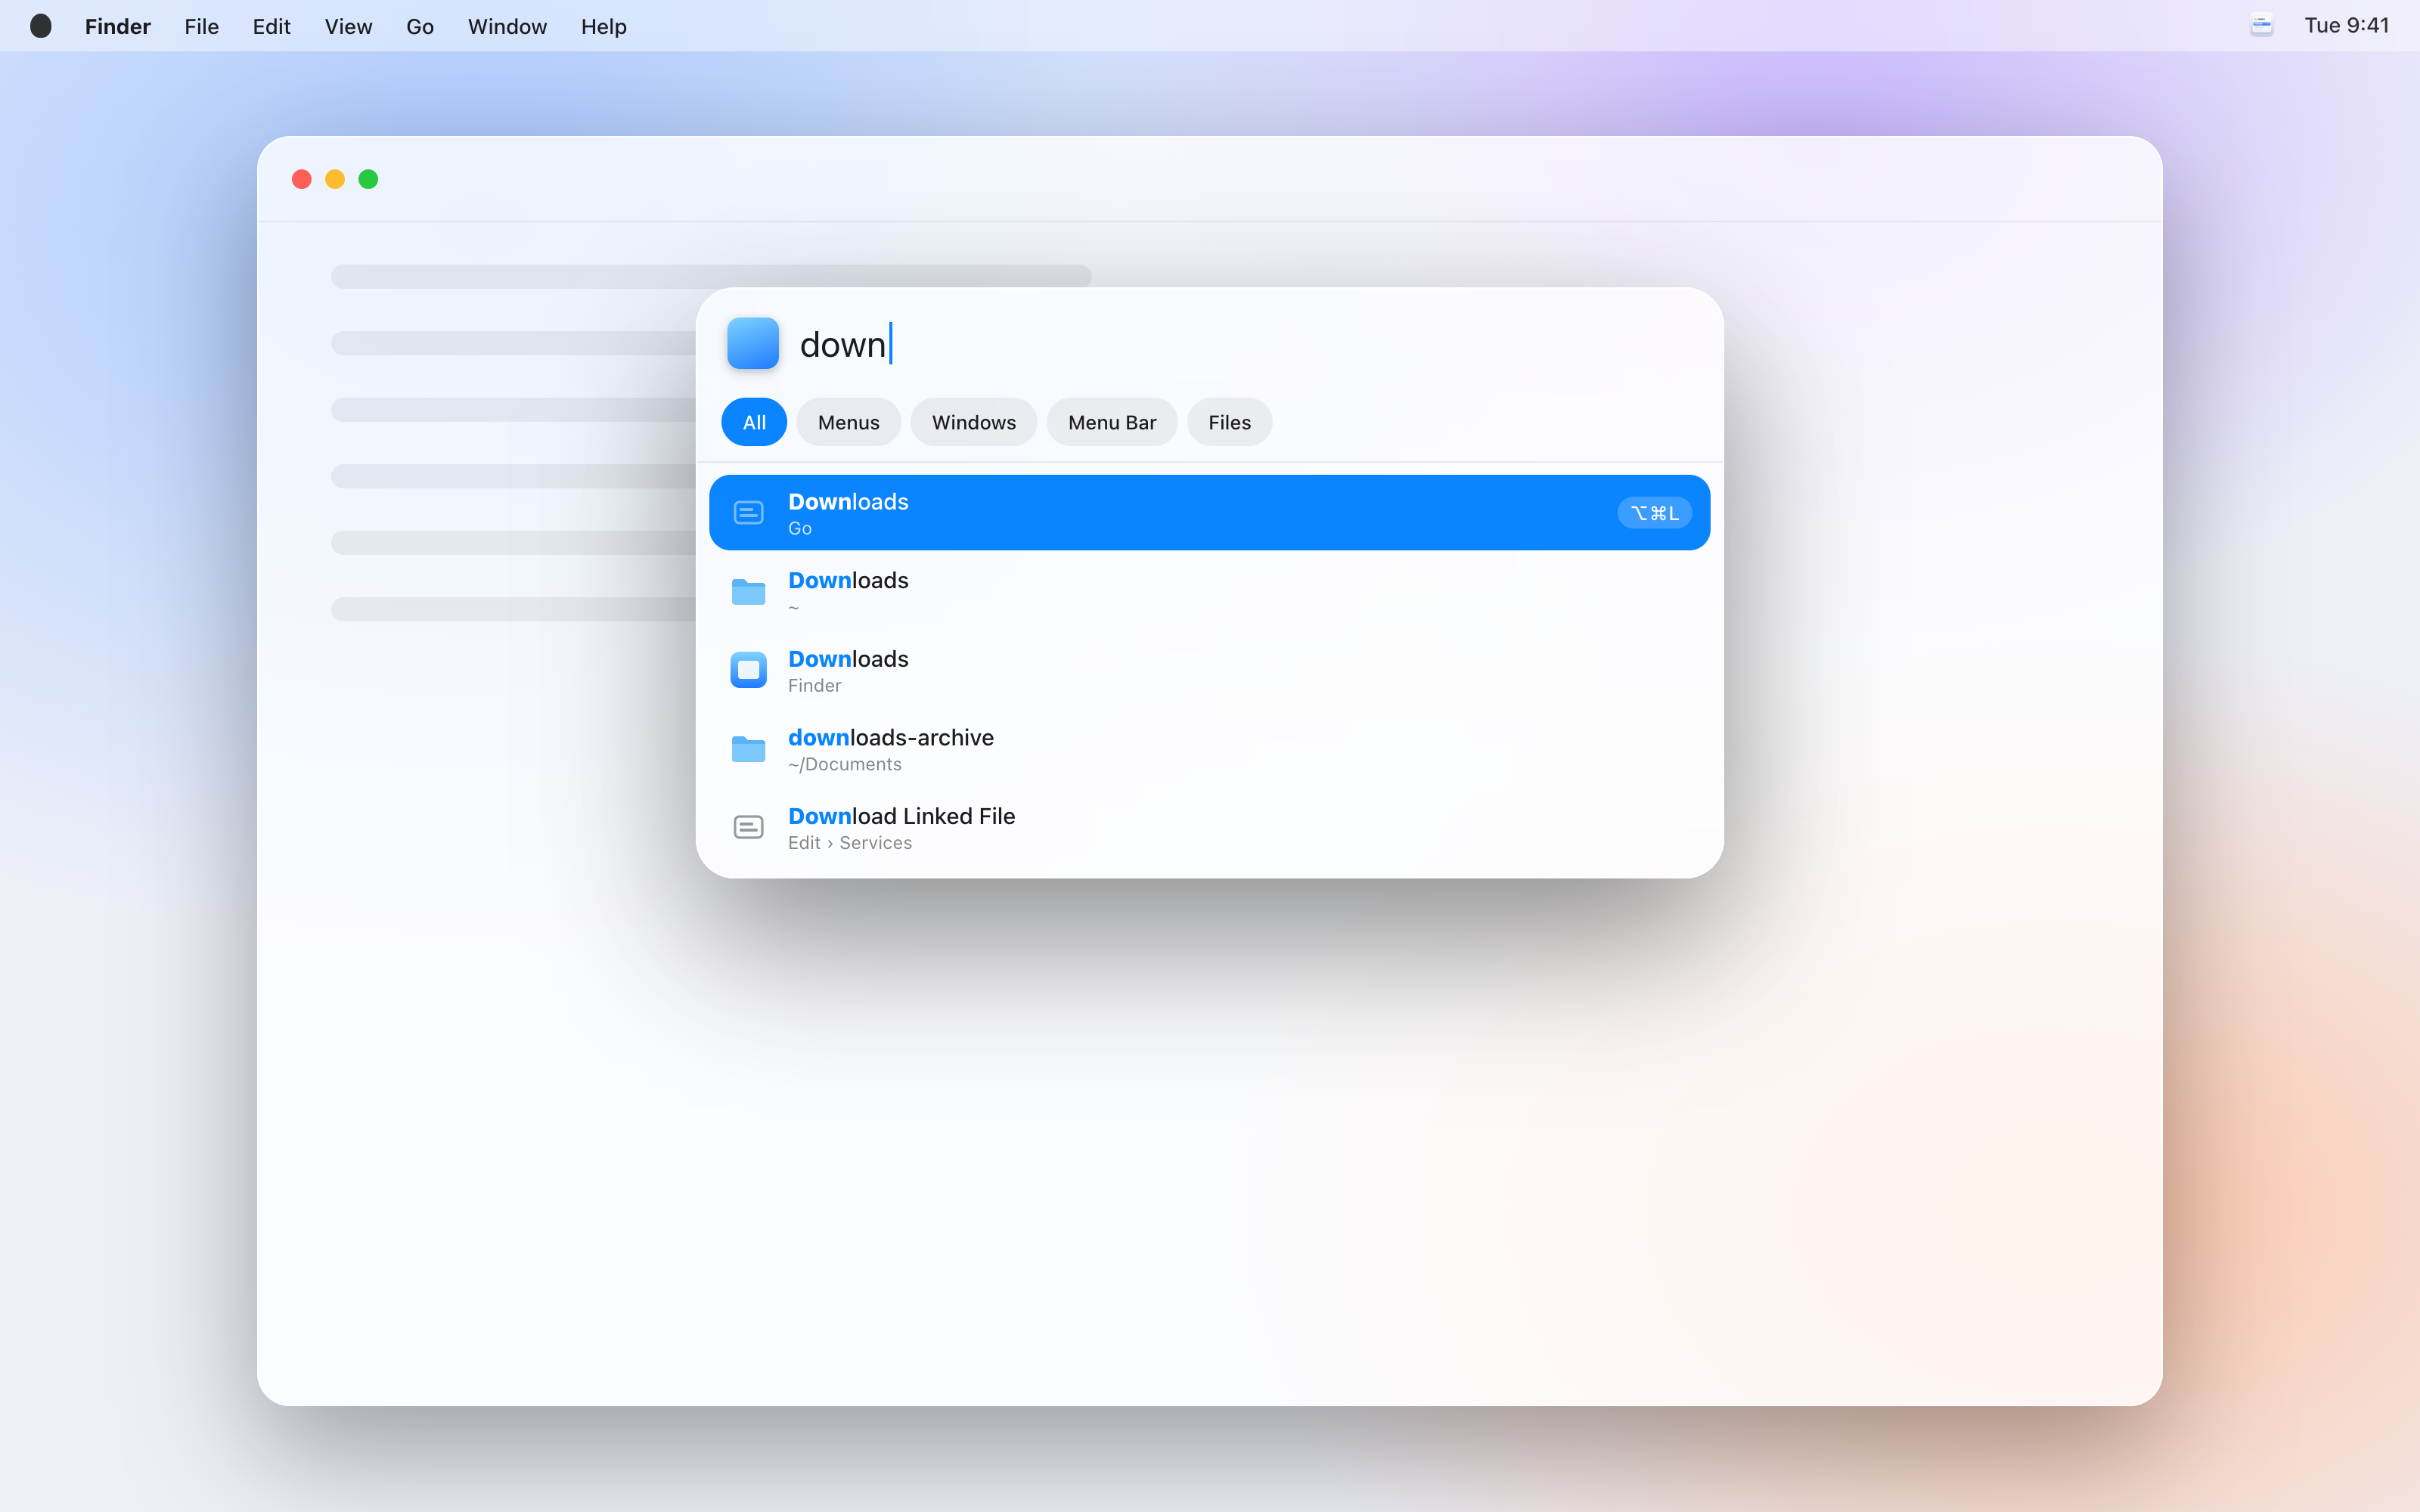 Finder File Edit View Go Window Help Tue 9:41
down
All Menus Windows Menu Bar Files
Downloads
Go
⌥⌘L
Downloads
~
Downloads
Finder
downloads-archive
~/Documents
Download Linked File
Edit › Services